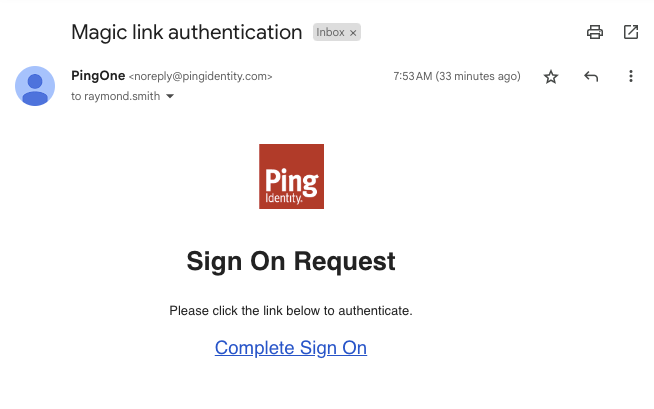 Magic link authentication Inbox ×
PingOne <noreply@pingidentity.com> 7:53 AM (33 minutes ago)
to raymond.smith
Ping
Identity.
Sign On Request
Please click the link below to authenticate.
Complete Sign On